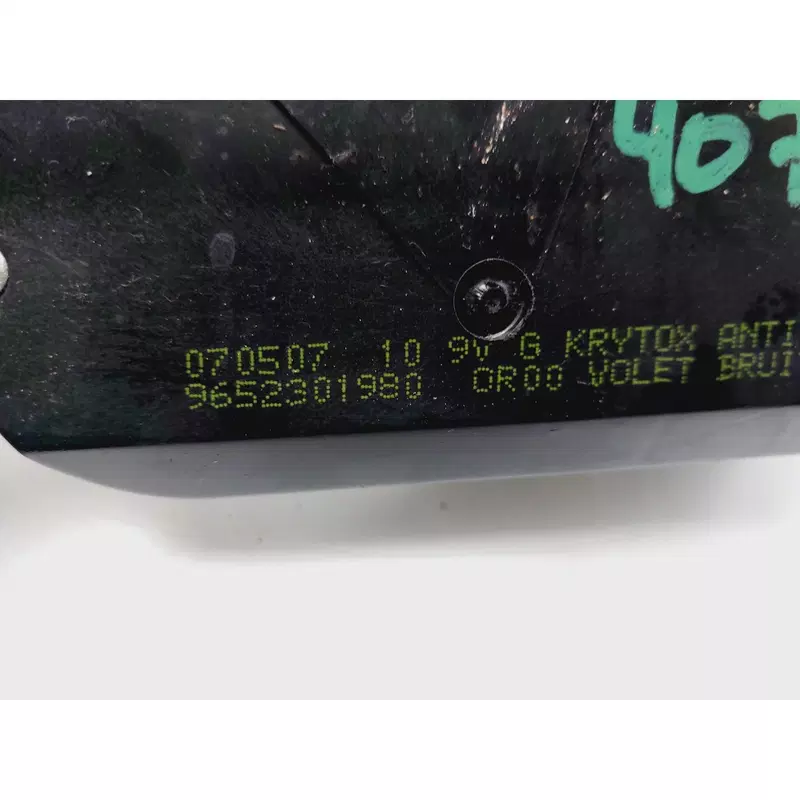 407
070507 10 9V G KRYTOX ANTI
9652301980 OR00 VOLET BRUI